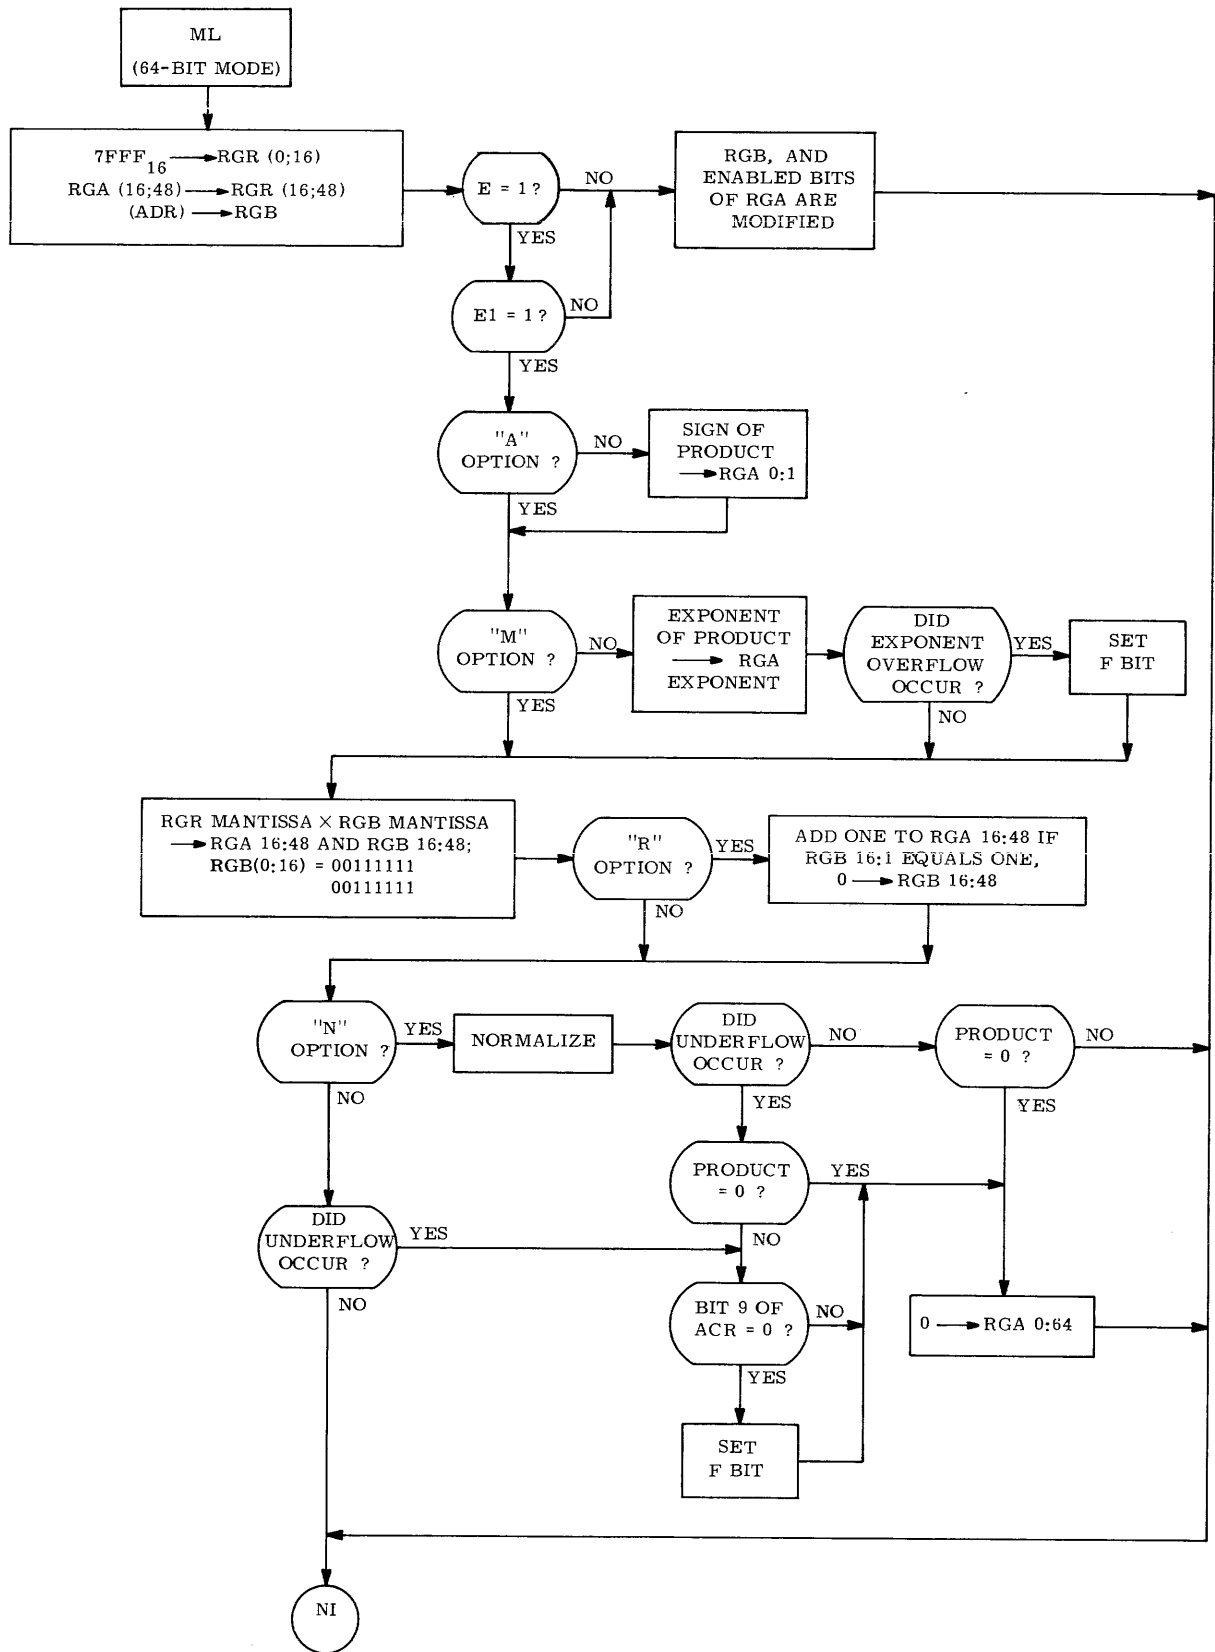 ML
(64-BIT MODE)
7FFF16 → RGR (0;16)
RGA (16;48) → RGR (16;48)
(ADR) → RGB
E = 1 ?
NO
YES
RGB, AND
ENABLED BITS
OF RGA ARE
MODIFIED
E1 = 1 ?
NO
YES
"A"
OPTION ?
NO
YES
SIGN OF
PRODUCT
→ RGA 0:1
"M"
OPTION ?
NO
YES
EXPONENT
OF PRODUCT
→ RGA
EXPONENT
DID
EXPONENT
OVERFLOW
OCCUR ?
YES
NO
SET
F BIT
RGR MANTISSA × RGB MANTISSA
→ RGA 16:48 AND RGB 16:48;
RGB(0:16) = 00111111
00111111
"R"
OPTION ?
YES
NO
ADD ONE TO RGA 16:48 IF
RGB 16:1 EQUALS ONE,
0 → RGB 16:48
"N"
OPTION ?
YES
NO
NORMALIZE
DID
UNDERFLOW
OCCUR ?
NO
YES
PRODUCT
= 0 ?
NO
YES
PRODUCT
= 0 ?
YES
NO
DID
UNDERFLOW
OCCUR ?
YES
NO
BIT 9 OF
ACR = 0 ?
NO
YES
0 → RGA 0:64
SET
F BIT
NI